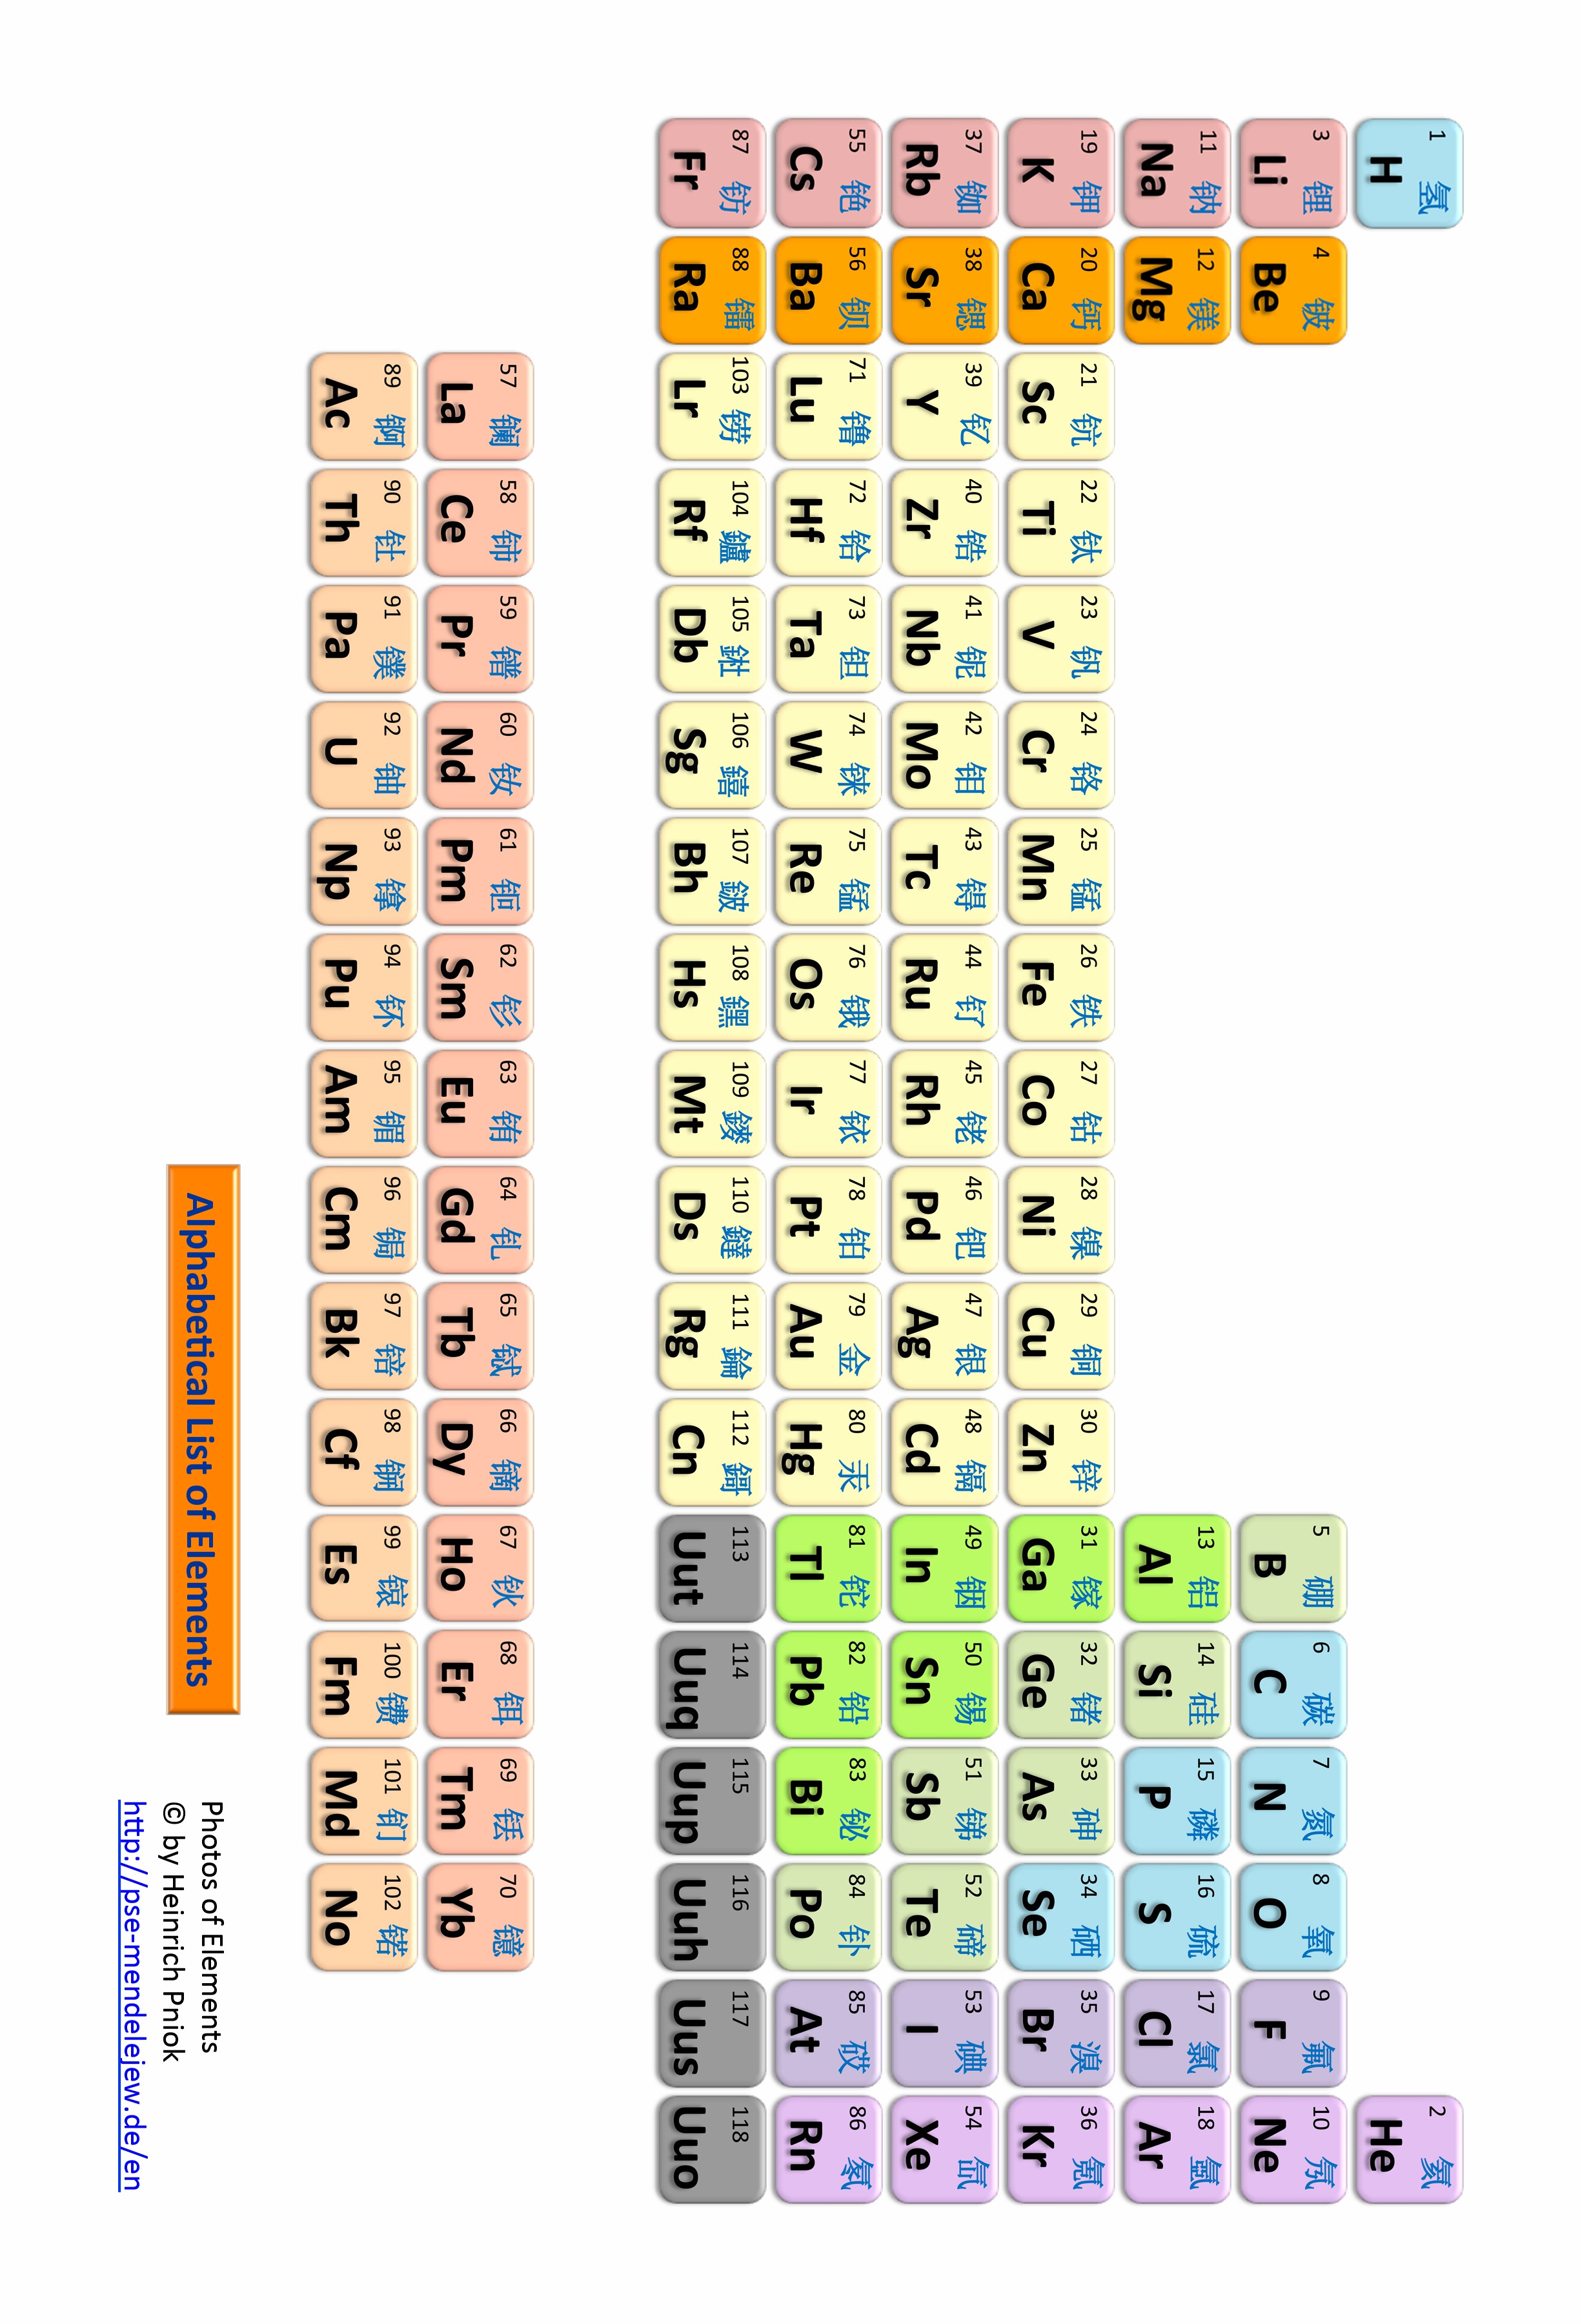 1 氢 2 氦
H He
3 锂 4 铍 5 硼 6 碳 7 氮 8 氧 9 氟 10 氖
Li Be B C N O F Ne
11 钠 12 镁 13 铝 14 硅 15 磷 16 硫 17 氯 18 氩
Na Mg Al Si P S Cl Ar
19 钾 20 钙 21 钪 22 钛 23 钒 24 铬 25 锰 26 铁 27 钴 28 镍 29 铜 30 锌 31 镓 32 锗 33 砷 34 硒 35 溴 36 氪
K Ca Sc Ti V Cr Mn Fe Co Ni Cu Zn Ga Ge As Se Br Kr
37 铷 38 锶 39 钇 40 锆 41 铌 42 钼 43 锝 44 钌 45 铑 46 钯 47 银 48 镉 49 铟 50 锡 51 锑 52 碲 53 碘 54 氙
Rb Sr Y Zr Nb Mo Tc Ru Rh Pd Ag Cd In Sn Sb Te I Xe
55 铯 56 钡 71 镥 72 铪 73 钽 74 铼 75 锰 76 锇 77 铱 78 铂 79 金 80 汞 81 铊 82 铅 83 铋 84 钋 85 砹 86 氡
Cs Ba Lu Hf Ta W Re Os Ir Pt Au Hg Tl Pb Bi Po At Rn
87 钫 88 镭 103 铹 104 鑪 105 𨧀 106 𨭎 107 𨨏 108 𨭆 109 䥑 110 鐽 111 錀 112 鎶 113 114 115 116 117 118
Fr Ra Lr Rf Db Sg Bh Hs Mt Ds Rg Cn Uut Uuq Uup Uuh Uus Uuo
57 镧 58 铈 59 镨 60 钕 61 钷 62 钐 63 铕 64 钆 65 铽 66 镝 67 钬 68 铒 69 铥 70 镱
La Ce Pr Nd Pm Sm Eu Gd Tb Dy Ho Er Tm Yb
89 锕 90 钍 91 镤 92 铀 93 镎 94 钚 95 镅 96 锔 97 锫 98 锎 99 锿 100 镄 101 钔 102 锘
Ac Th Pa U Np Pu Am Cm Bk Cf Es Fm Md No
Alphabetical List of Elements
Photos of Elements
© by Heinrich Pniok
http://pse-mendelejew.de/en